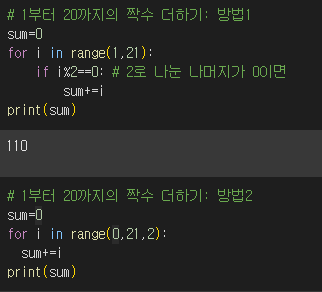 # 1부터 20까지의 짝수 더하기: 방법1
sum=0
for i in range(1,21):
    if i%2==0: # 2로 나눈 나머지가 0이면
        sum+=i
print(sum)
110
# 1부터 20까지의 짝수 더하기: 방법2
sum=0
for i in range(0,21,2):
  sum+=i
print(sum)